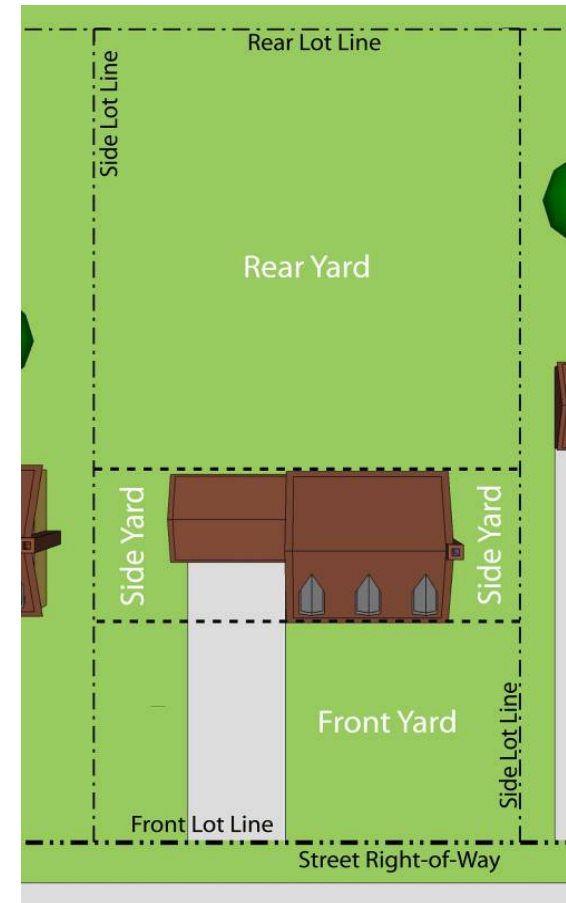 Rear Lot Line
Side Lot Line
Rear Yard
Side Yard
Side Yard
Front Yard
Side Lot Line
Front Lot Line
Street Right-of-Way